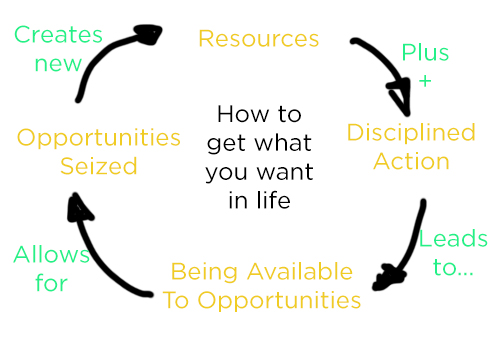 Creates
new
Resources
Plus
+
How to
get what
you want
in life
Disciplined
Action
Leads
to...
Being Available
To Opportunities
Allows
for
Opportunities
Seized